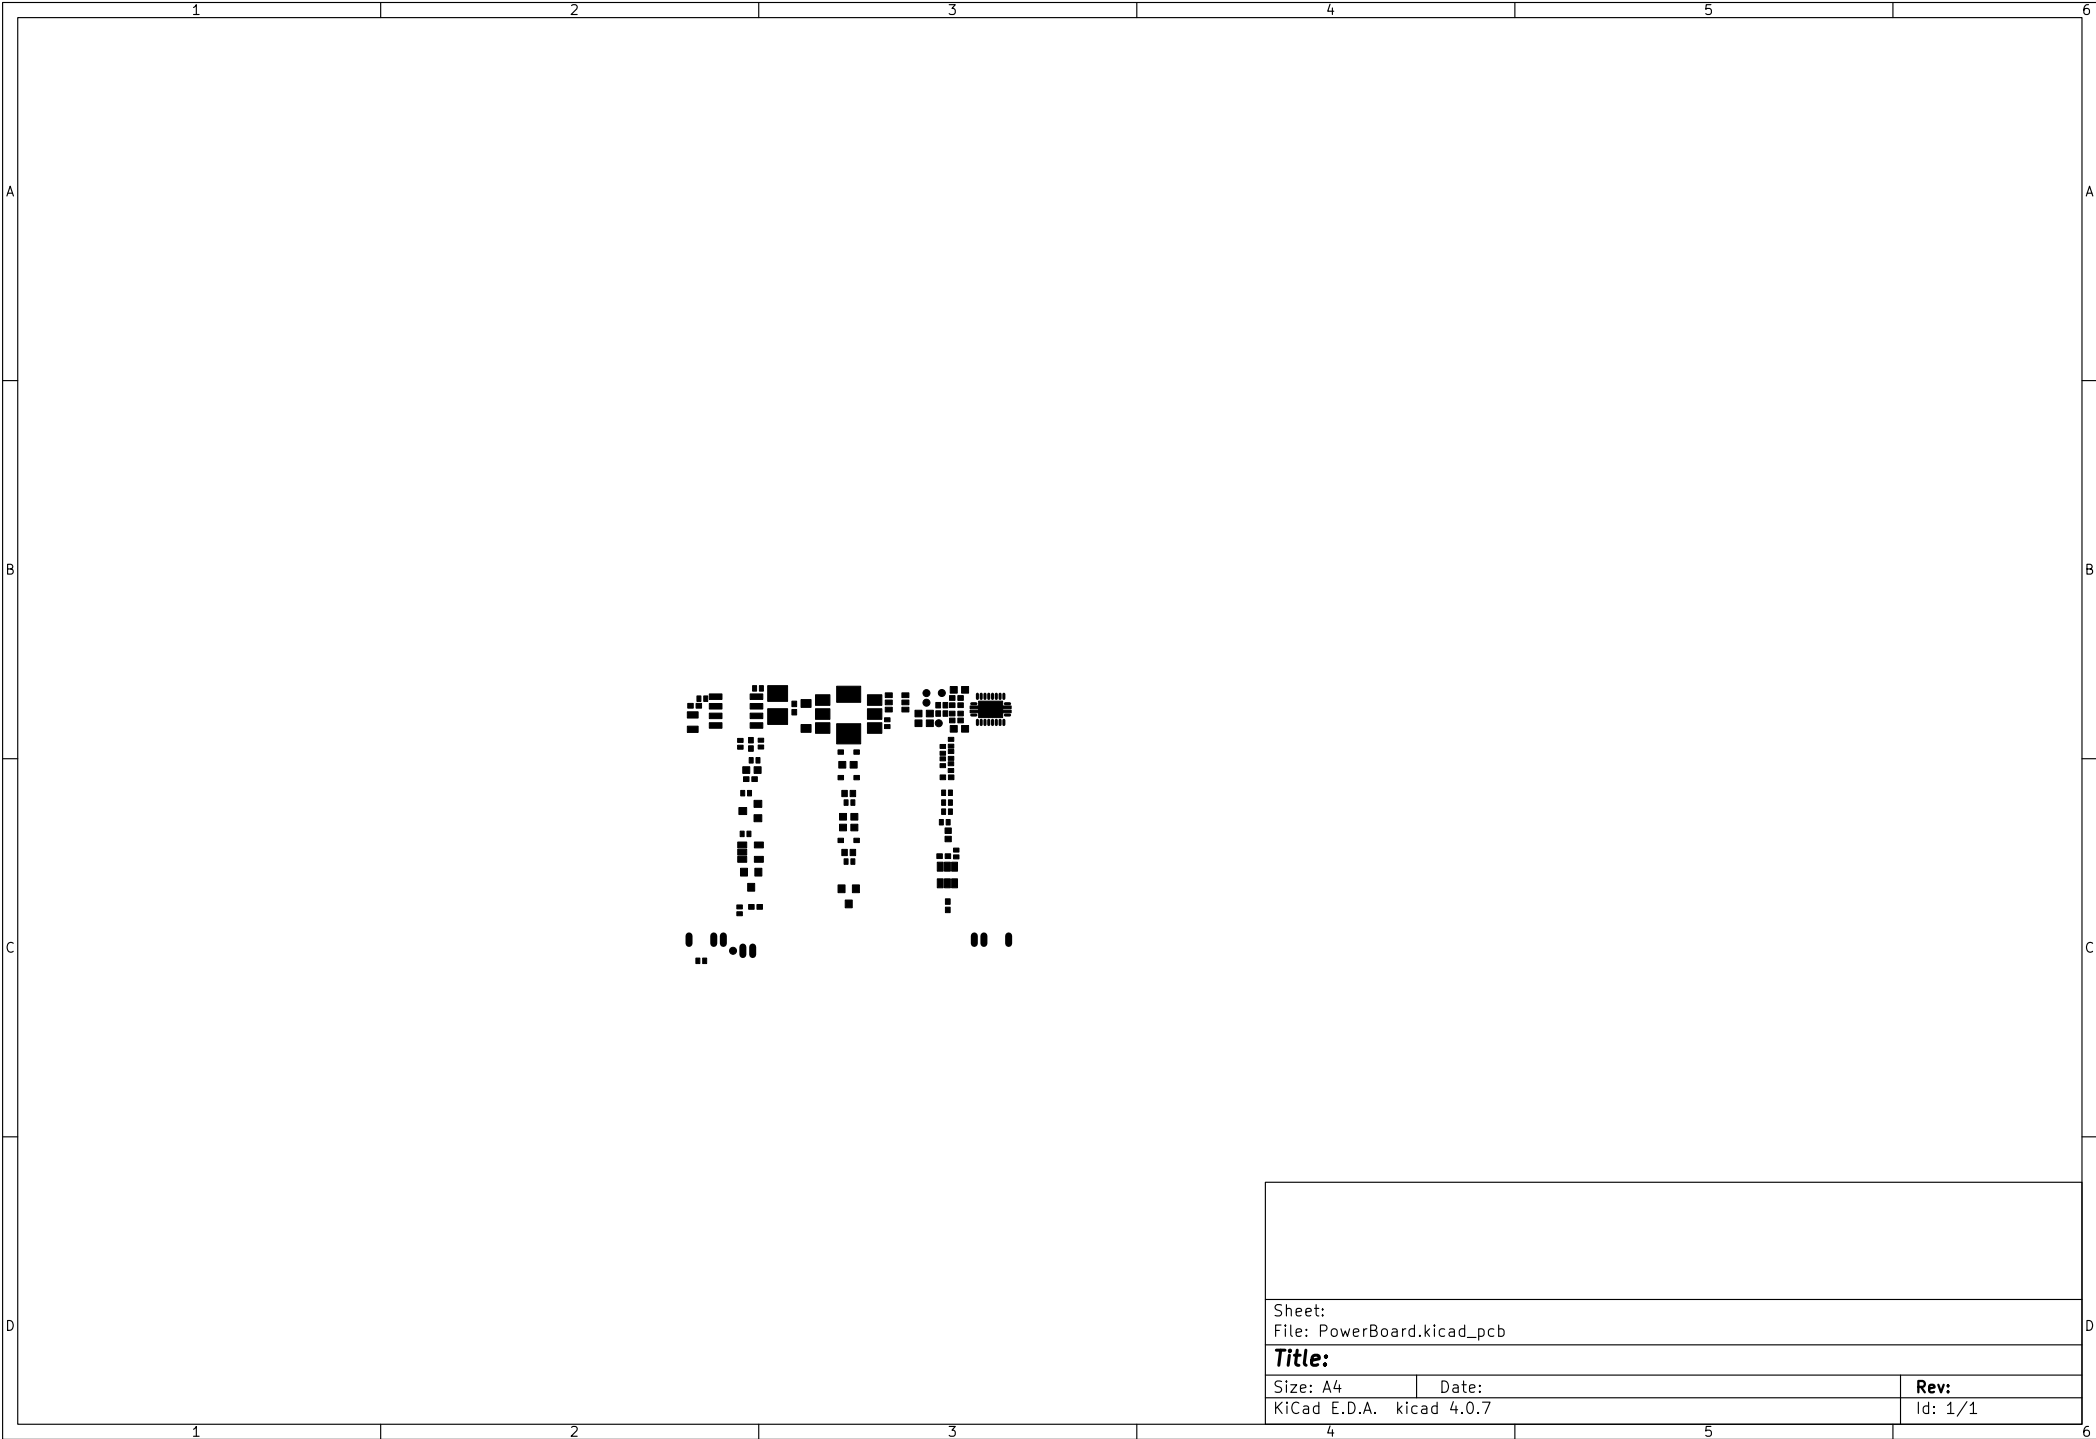 1 2 3 4 5 6
A A
B B
C C
Sheet:
File: PowerBoard.kicad_pcb
D D
Title:
Size: A4 Date: Rev:
KiCad E.D.A. kicad 4.0.7 Id: 1/1
1 2 3 4 5 6